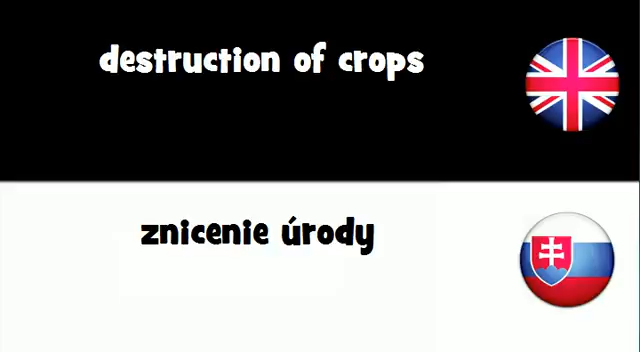 destruction of crops
znicenie úrody